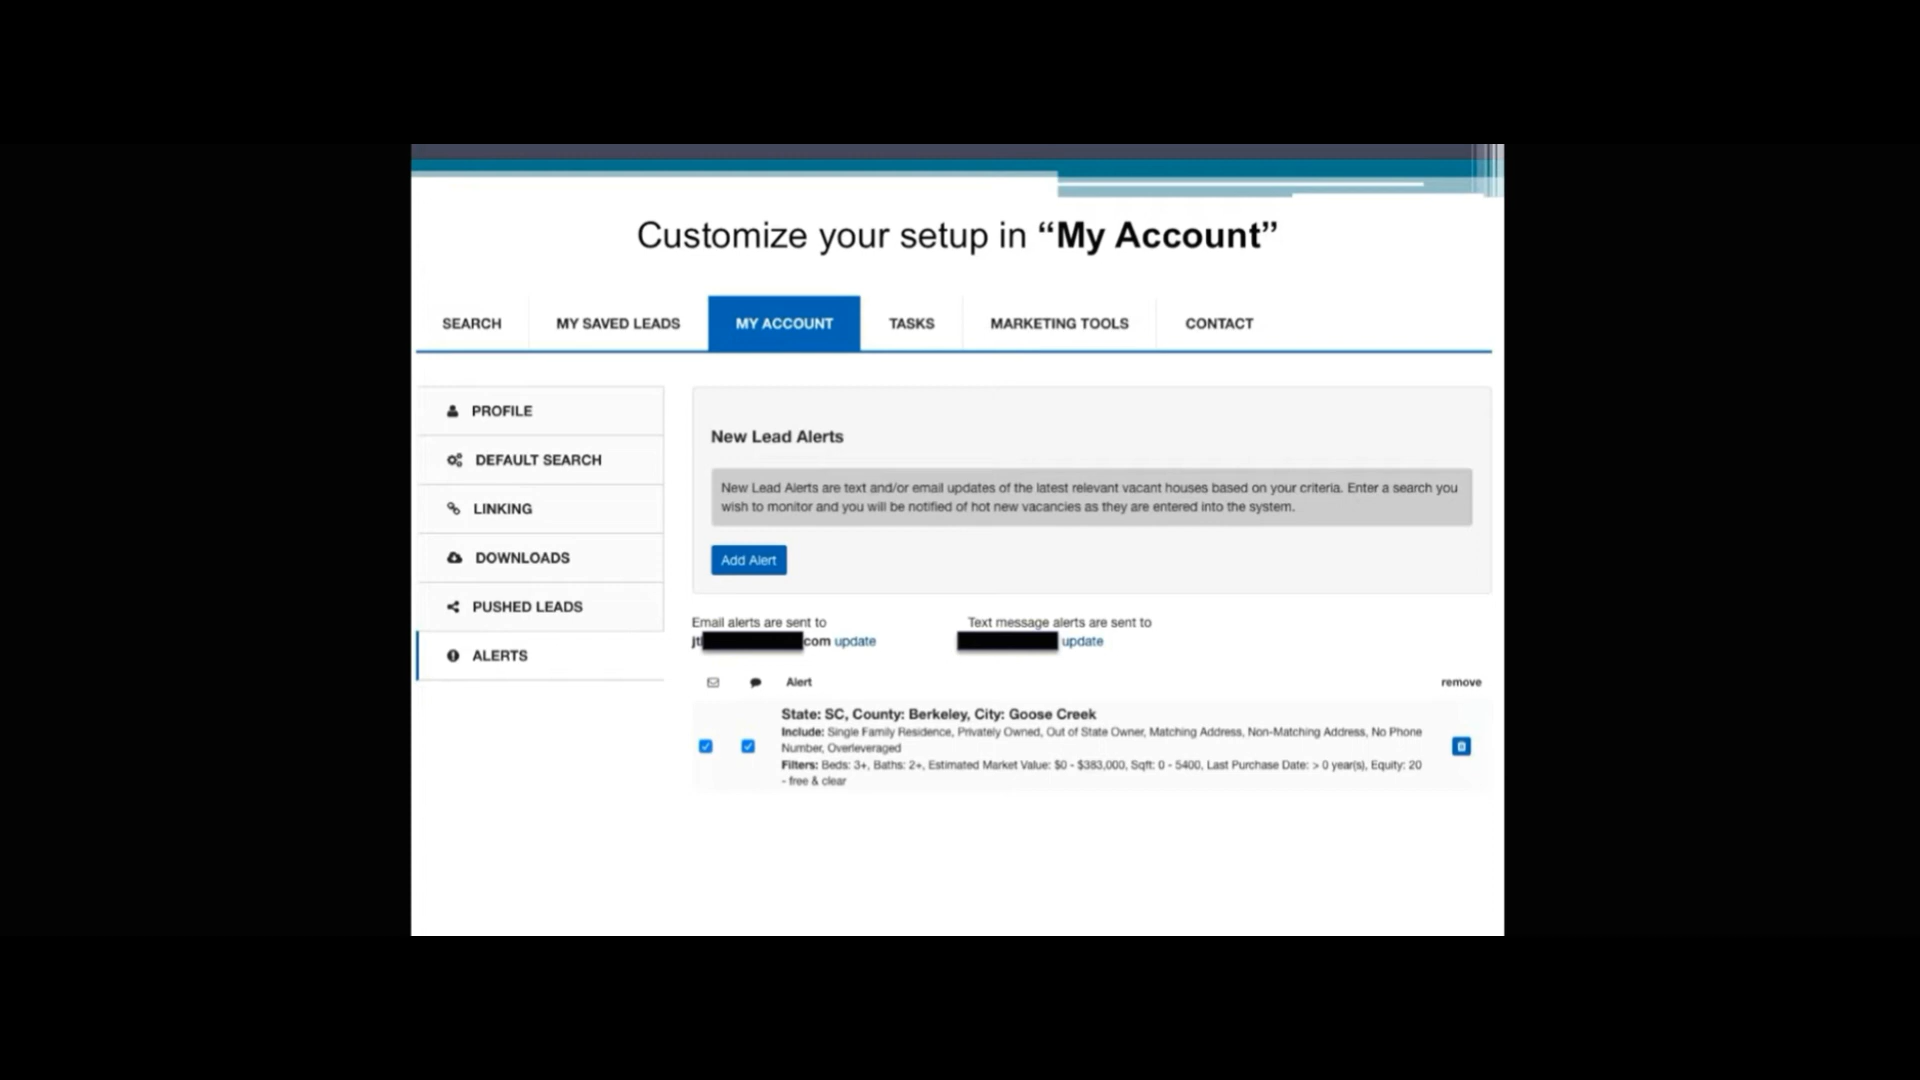 Customize your setup in “My Account”
SEARCH MY SAVED LEADS MY ACCOUNT TASKS MARKETING TOOLS CONTACT
PROFILE
DEFAULT SEARCH
LINKING
DOWNLOADS
PUSHED LEADS
ALERTS
New Lead Alerts
New Lead Alerts are text and/or email updates of the latest relevant vacant houses based on your criteria. Enter a search you
wish to monitor and you will be notified of hot new vacancies as they are entered into the system.
Add Alert
Email alerts are sent to Text message alerts are sent to
jt com update update
Alert remove
State: SC, County: Berkeley, City: Goose Creek
Include: Single Family Residence, Privately Owned, Out of State Owner, Matching Address, Non-Matching Address, No Phone
Number, Overleveraged
Filters: Beds: 3+, Baths: 2+, Estimated Market Value: $0 - $383,000, Sqft: 0 - 5400, Last Purchase Date: > 0 year(s), Equity: 20
- free & clear